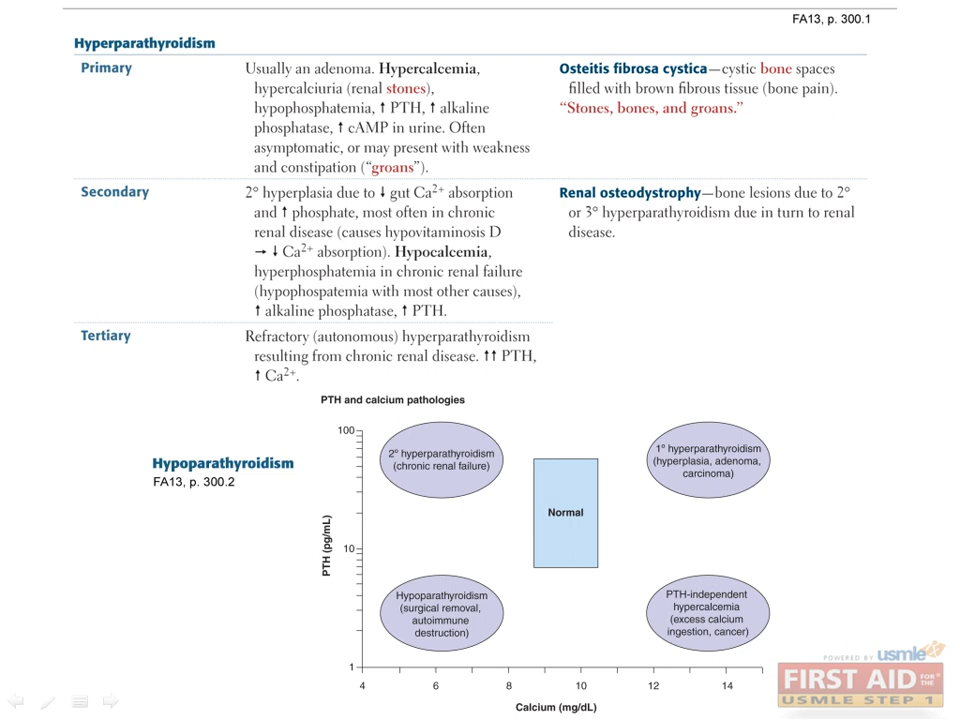 FA13, p. 300.1
Hyperparathyroidism
Primary
Usually an adenoma. Hypercalcemia,
hypercalciuria (renal stones),
hypophosphatemia, ↑ PTH, ↑ alkaline
phosphatase, ↑ cAMP in urine. Often
asymptomatic, or may present with weakness
and constipation (“groans”).
Osteitis fibrosa cystica—cystic bone spaces
filled with brown fibrous tissue (bone pain).
“Stones, bones, and groans.”
Secondary
2° hyperplasia due to ↓ gut Ca2+ absorption
and ↑ phosphate, most often in chronic
renal disease (causes hypovitaminosis D
→ ↓ Ca2+ absorption). Hypocalcemia,
hyperphosphatemia in chronic renal failure
(hypophospatemia with most other causes),
↑ alkaline phosphatase, ↑ PTH.
Renal osteodystrophy—bone lesions due to 2°
or 3° hyperparathyroidism due in turn to renal
disease.
Tertiary
Refractory (autonomous) hyperparathyroidism
resulting from chronic renal disease. ↑↑ PTH,
↑ Ca2+.
Hypoparathyroidism
FA13, p. 300.2
PTH and calcium pathologies
PTH (pg/mL)
100
10
1
2° hyperparathyroidism
(chronic renal failure)
1° hyperparathyroidism
(hyperplasia, adenoma,
carcinoma)
Normal
Hypoparathyroidism
(surgical removal,
autoimmune
destruction)
PTH-independent
hypercalcemia
(excess calcium
ingestion, cancer)
4 6 8 10 12 14
Calcium (mg/dL)
POWERED BY usmle
FIRST AID FOR THE®
USMLE STEP 1